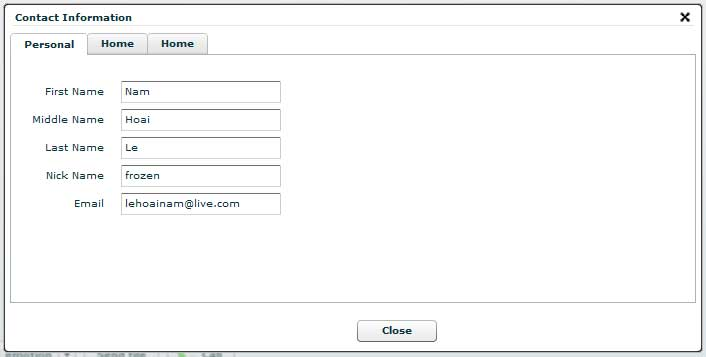 Contact Information
Personal Home Home
First Name Nam
Middle Name Hoai
Last Name Le
Nick Name frozen
Email lehoainam@live.com
Close